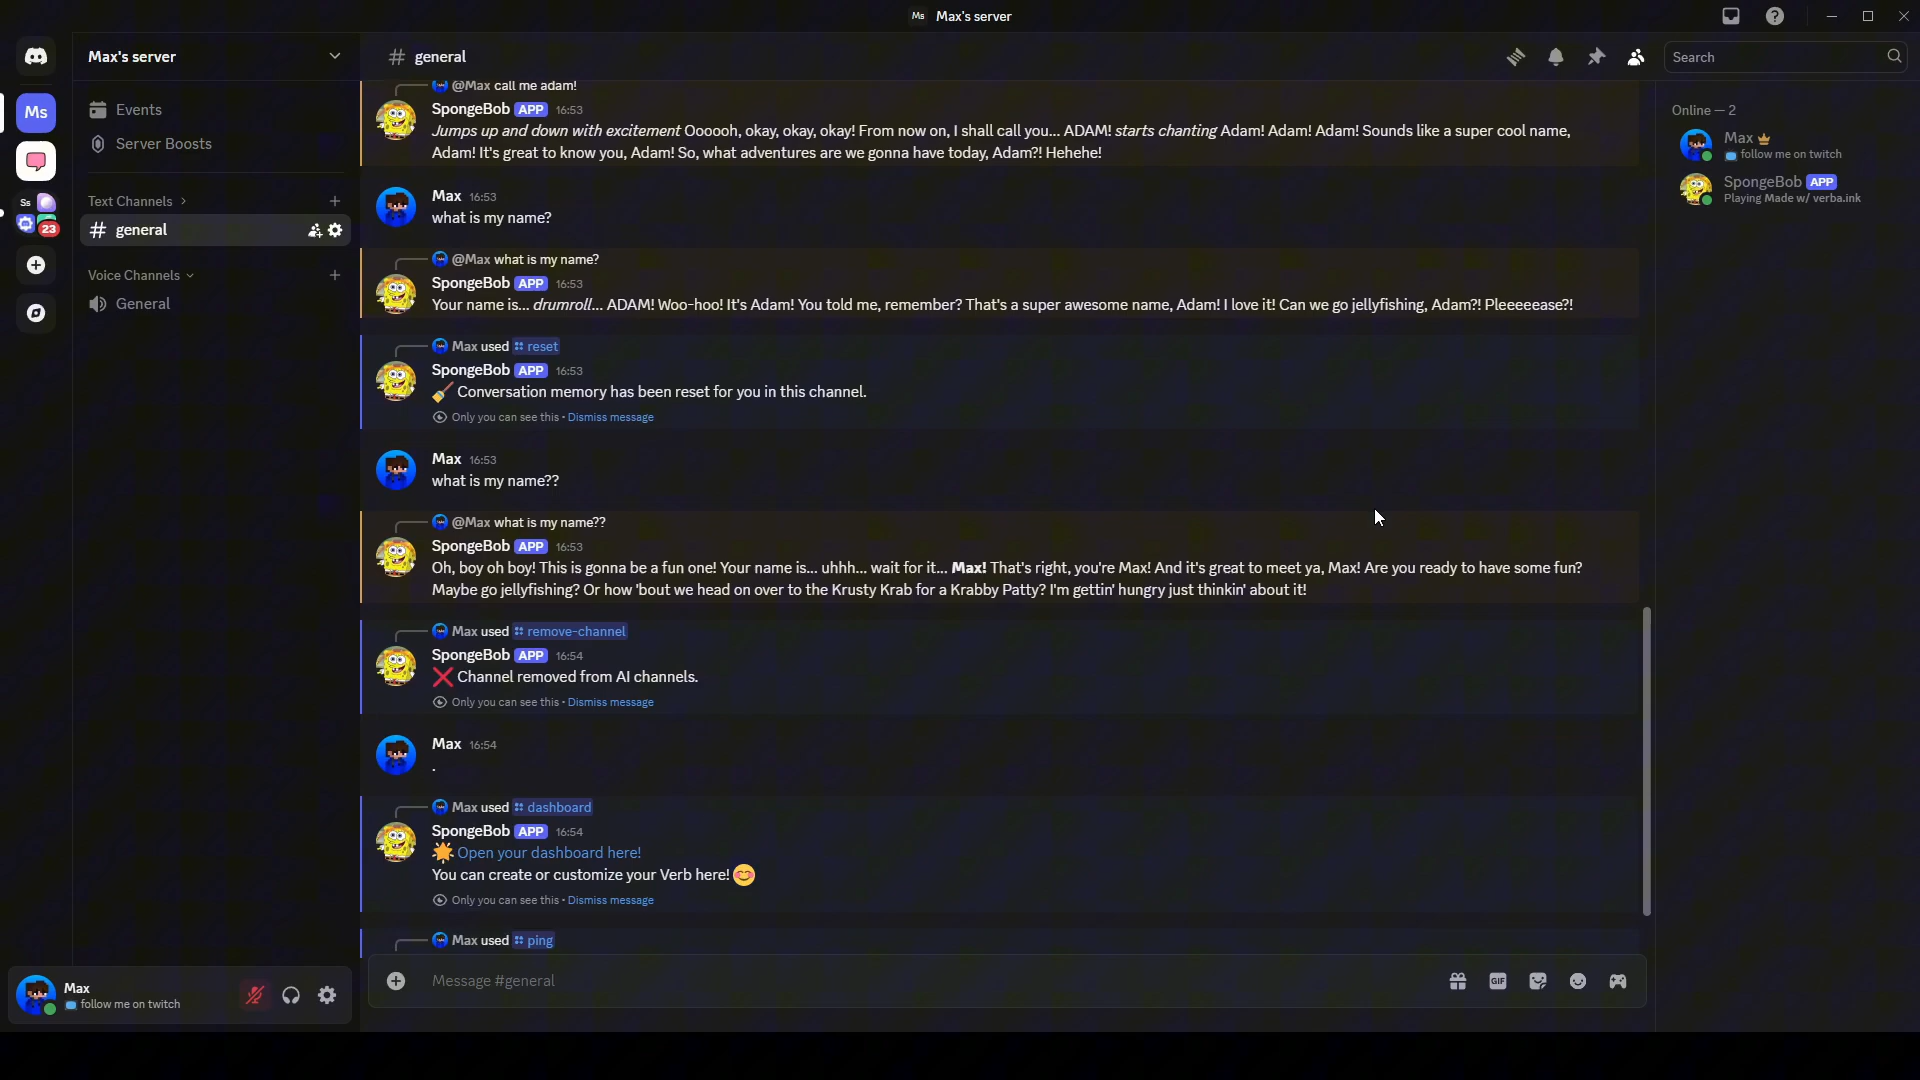 Ms Max's server
Max's server
Events
Server Boosts
Text Channels
general
Voice Channels
General
Ms
Ss
23
general
Search
@Max call me adam!
SpongeBob APP 16:53
Jumps up and down with excitement Oooooh, okay, okay, okay! From now on, I shall call you... ADAM! starts chanting Adam! Adam! Adam! Sounds like a super cool name,
Adam! It's great to know you, Adam! So, what adventures are we gonna have today, Adam?! Hehehe!
Max 16:53
what is my name?
@Max what is my name?
SpongeBob APP 16:53
Your name is... drumroll... ADAM! Woo-hoo! It's Adam! You told me, remember? That's a super awesome name, Adam! I love it! Can we go jellyfishing, Adam?! Pleeeeease?!
Max used reset
SpongeBob APP 16:53
Conversation memory has been reset for you in this channel.
Only you can see this • Dismiss message
Max 16:53
what is my name??
@Max what is my name??
SpongeBob APP 16:53
Oh, boy oh boy! This is gonna be a fun one! Your name is... uhhh... wait for it... Max! That's right, you're Max! And it's great to meet ya, Max! Are you ready to have some fun?
Maybe go jellyfishing? Or how 'bout we head on over to the Krusty Krab for a Krabby Patty? I'm gettin' hungry just thinkin' about it!
Max used remove-channel
SpongeBob APP 16:54
Channel removed from AI channels.
Only you can see this • Dismiss message
Max 16:54
.
Max used dashboard
SpongeBob APP 16:54
Open your dashboard here!
You can create or customize your Verb here!
Only you can see this • Dismiss message
Max used ping
Message #general
GIF
Online — 2
Max
follow me on twitch
SpongeBob APP
Playing Made w/ verba.ink
Max
follow me on twitch